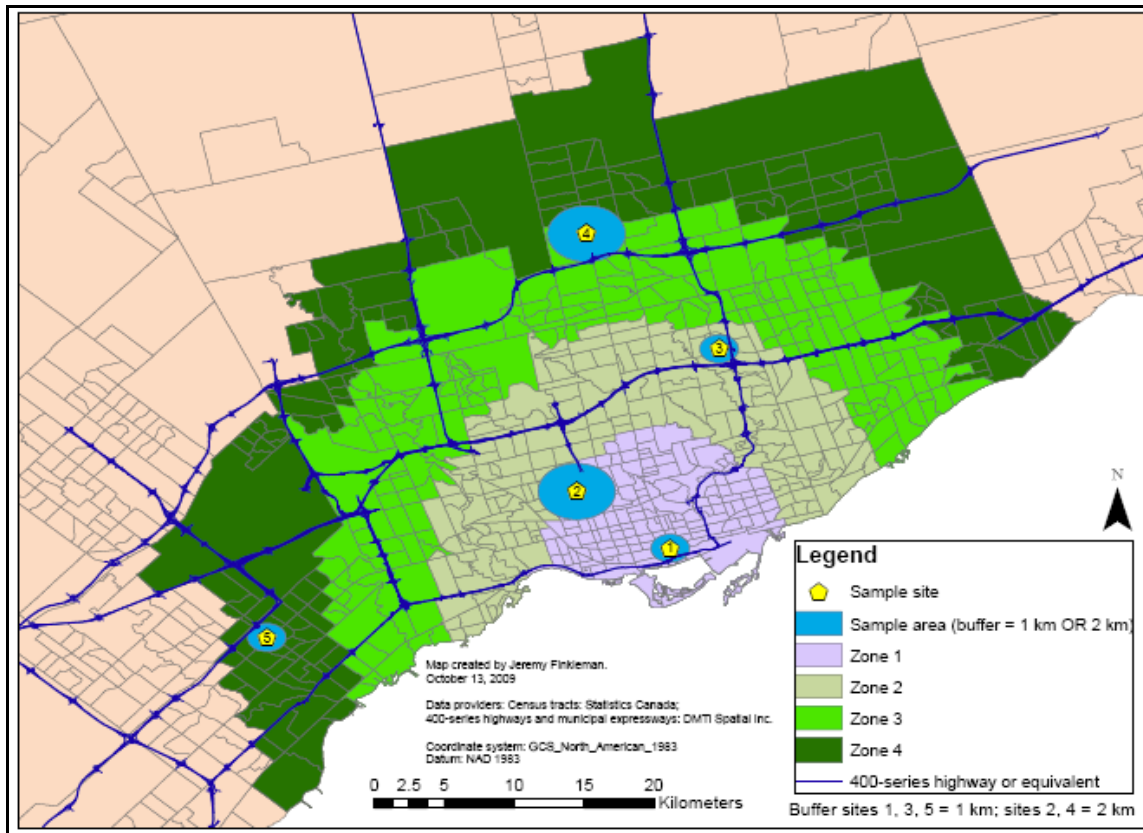 4
3
2
1
5
N
Legend
Sample site
Sample area (buffer = 1 km OR 2 km)
Zone 1
Zone 2
Zone 3
Zone 4
400-series highway or equivalent
Buffer sites 1, 3, 5 = 1 km; sites 2, 4 = 2 km
Map created by Jeremy Finkleman.
October 13, 2009
Data providers: Census tracts: Statistics Canada;
400-series highways and municipal expressways: DMTI Spatial Inc.
Coordinate system: GCS_North_American_1983
Datum: NAD 1983
0 2.5 5 10 15 20
Kilometers